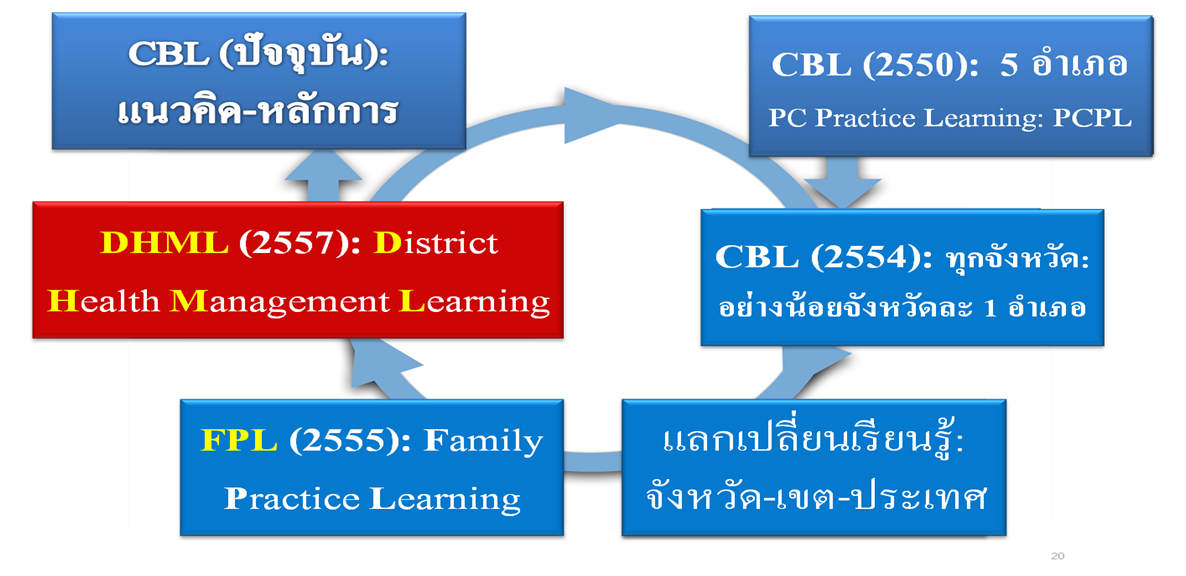 CBL (ปัจจุบัน):
แนวคิด-หลักการ
CBL (2550): 5 อำเภอ
PC Practice Learning: PCPL
DHML (2557): District
Health Management Learning
CBL (2554): ทุกจังหวัด:
อย่างน้อยจังหวัดละ 1 อำเภอ
FPL (2555): Family
Practice Learning
แลกเปลี่ยนเรียนรู้:
จังหวัด-เขต-ประเทศ
20